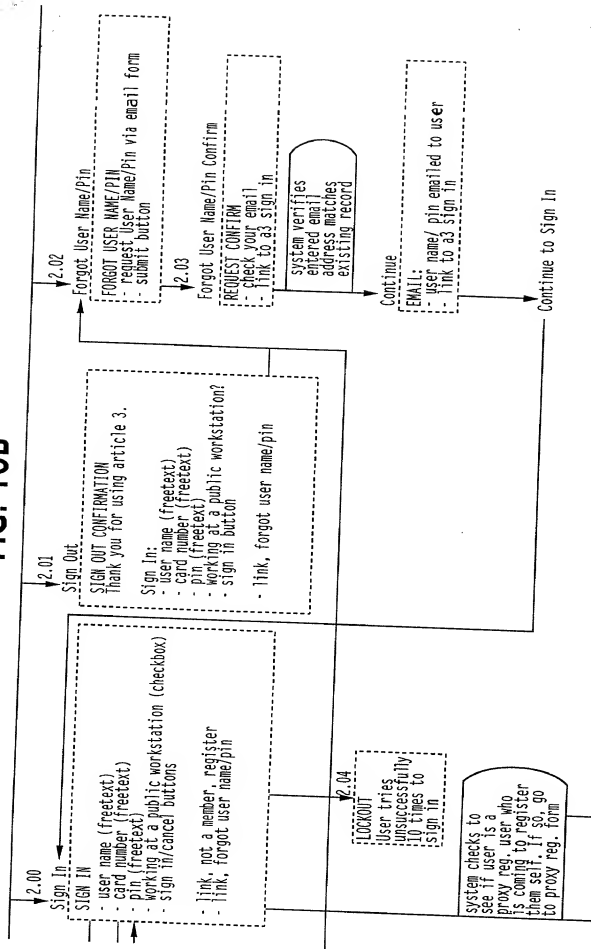 FIG. 10B
2.00
Sign In
SIGN IN
- user name (freetext)
- card number (freetext)
- pin (freetext)
- working at a public workstation (checkbox)
- sign in/cancel buttons
- link, not a member, register
- link, forgot user name/pin
2.04
LOCKOUT
User tries
unsuccessfully
10 times to
sign in
system checks to
see if user is a
proxy reg. user who
is coming to register
them self. If so, go
to proxy reg. form
2.01
Sign Out
SIGN OUT CONFIRMATION
Thank you for using article 3.
Sign In:
- user name (freetext)
- card number (freetext)
- pin (freetext)
- working at a public workstation?
- sign in button
- link, forgot user name/pin
2.02
Forgot User Name/Pin
FORGOT USER NAME/PIN
- request User Name/Pin via email form
- submit button
2.03
Forgot User Name/Pin Confirm
REQUEST CONFIRM
- check your email
- link to a3 sign in
system verifies
entered email
address matches
existing record
Continue
EMAIL:
- user name/ pin emailed to user
- link to a3 sign in
Continue to Sign In